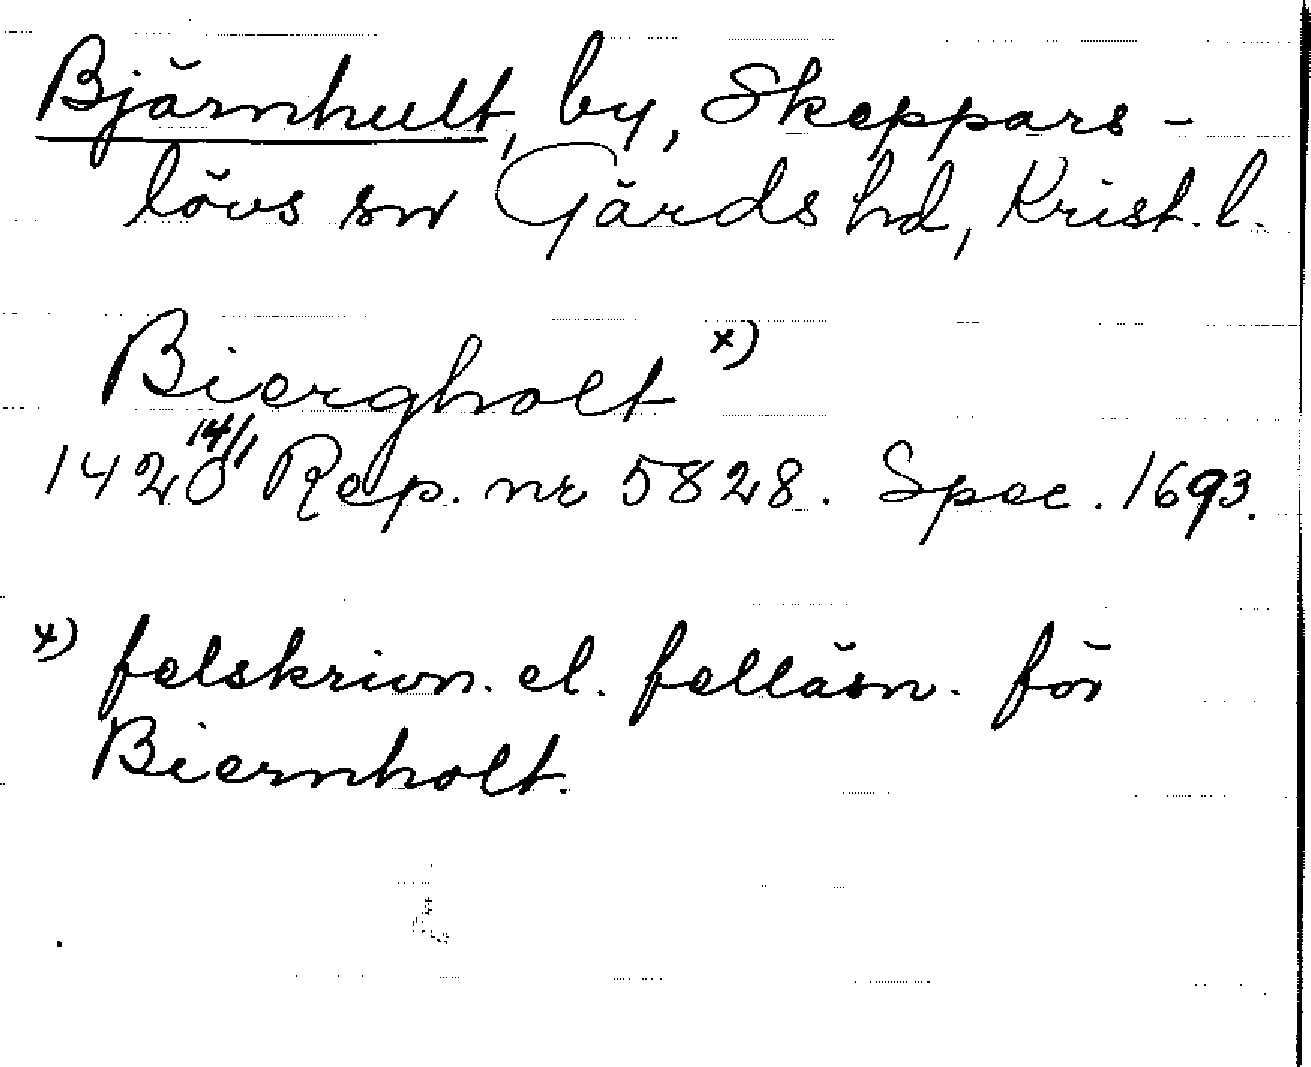 Bjärnhult, by, Skeppars-
lövs sn Gärds hd, Krist. l.
Biergholt x)
1420 14/1 Rep. nr 5828. Spec. 1693.
x) felskrivn. el. felläsn. för
Biernholt.